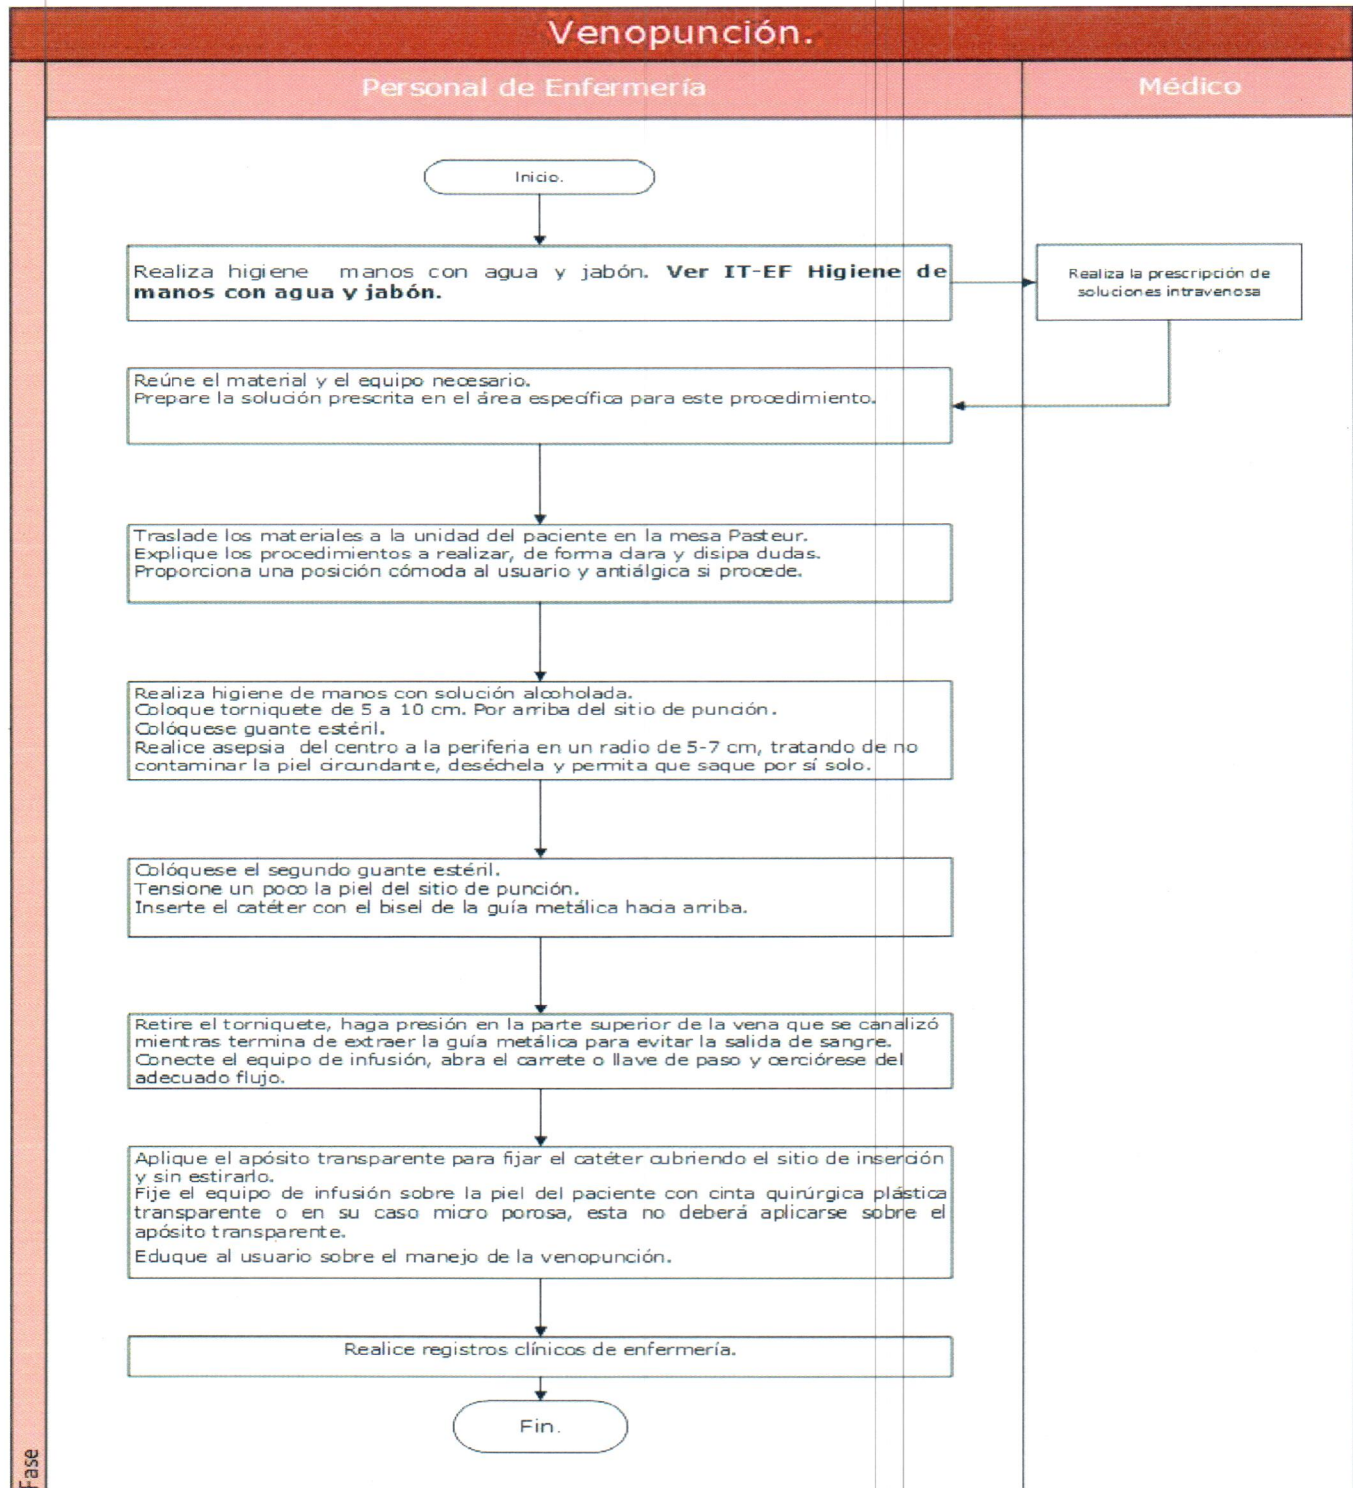 Venopunción.
Personal de Enfermería
Médico
Inicio.
Realiza higiene manos con agua y jabón. Ver IT-EF Higiene de
manos con agua y jabón.
Realiza la prescripción de
soluciones intravenosa
Reúne el material y el equipo necesario.
Prepare la solución prescrita en el área específica para este procedimiento.
Traslade los materiales a la unidad del paciente en la mesa Pasteur.
Explique los procedimientos a realizar, de forma clara y disipa dudas.
Proporciona una posición cómoda al usuario y antiálgica si procede.
Realiza higiene de manos con solución alcoholada.
Coloque torniquete de 5 a 10 cm. Por arriba del sitio de punción.
Colóquese guante estéril.
Realice asepsia del centro a la periferia en un radio de 5-7 cm, tratando de no
contaminar la piel circundante, deséchela y permita que saque por sí solo.
Colóquese el segundo guante estéril.
Tensione un poco la piel del sitio de punción.
Inserte el catéter con el bisel de la guía metálica hacia arriba.
Retire el torniquete, haga presión en la parte superior de la vena que se canalizó
mientras termina de extraer la guía metálica para evitar la salida de sangre.
Conecte el equipo de infusión, abra el carrete o llave de paso y cerciórese del
adecuado flujo.
Aplique el apósito transparente para fijar el catéter cubriendo el sitio de inserción
y sin estirarlo.
Fije el equipo de infusión sobre la piel del paciente con cinta quirúrgica plástica
transparente o en su caso micro porosa, esta no deberá aplicarse sobre el
apósito transparente.
Eduque al usuario sobre el manejo de la venopunción.
Realice registros clínicos de enfermería.
Fin.
Fase